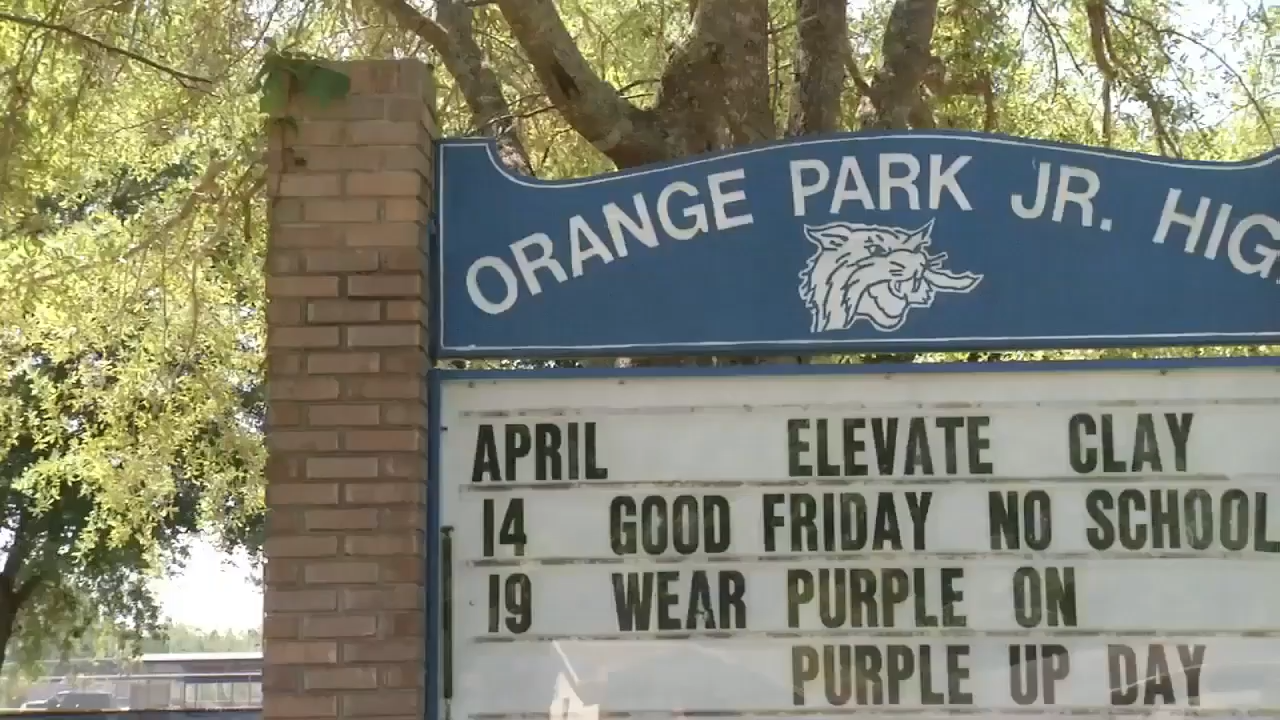 ORANGE PARK JR. HIG
APRIL ELEVATE CLAY
14 GOOD FRIDAY NO SCHOOL
19 WEAR PURPLE ON
PURPLE UP DAY